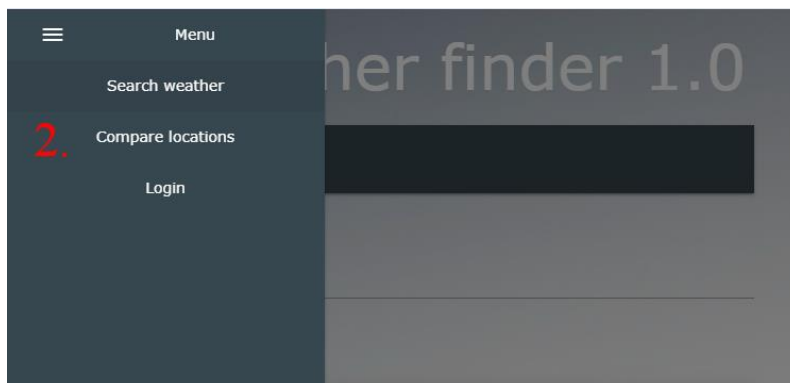 Menu
her finder 1.0
Search weather
2. Compare locations
Login